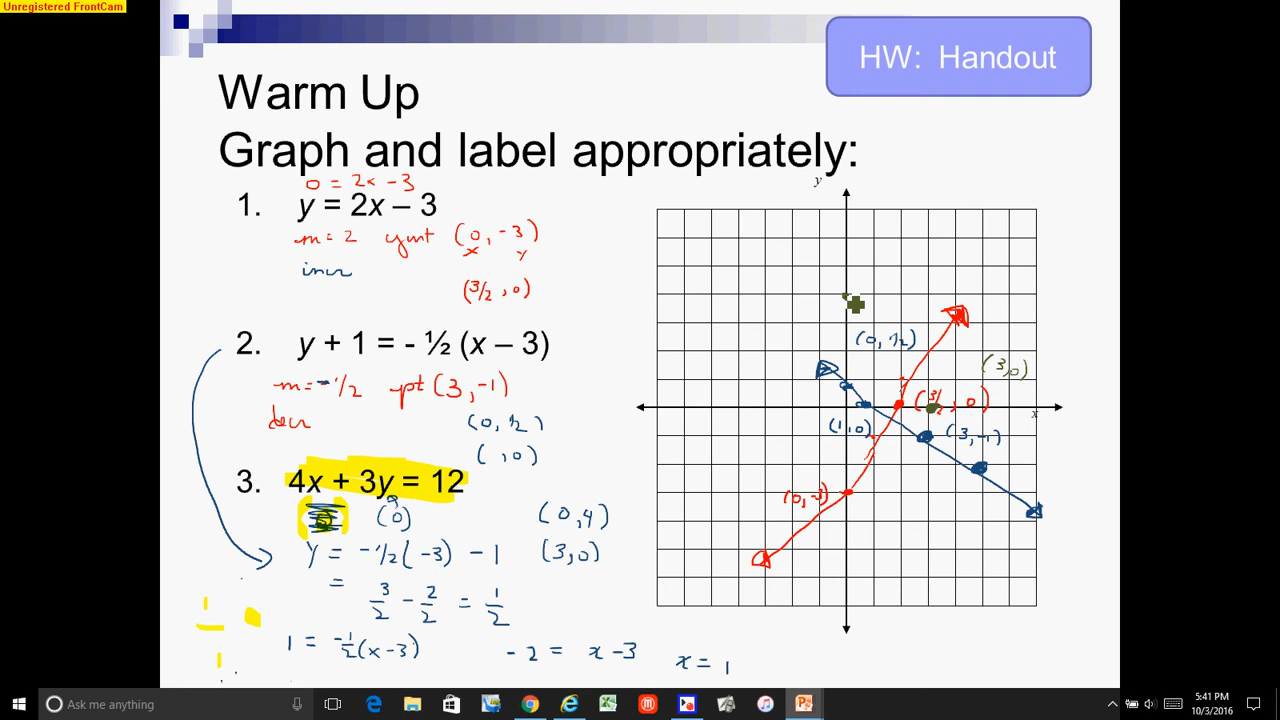 Unregistered FrontCam
HW: Handout
Warm Up
Graph and label appropriately:
0 = 2x - 3
1. y = 2x – 3
m = 2 yint (0, -3)
x y
incr
(3/2, 0)
2. y + 1 = - ½ (x – 3)
m = -1/2 pt (3, -1)
decr
(0, 1/2)
( , 0)
3. 4x + 3y = 12
(0) (0, 4)
y = -1/2(-3) - 1 (3, 0)
= 3/2 - 2/2 = 1/2
1 = -1/2(x-3) -2 = x-3 x = 1
y
(0, 1/2)
(3, 0)
(3/2, 0)
x
(1, 0)
(3, -1)
(0, -3)
Ask me anything
5:41 PM
10/3/2016